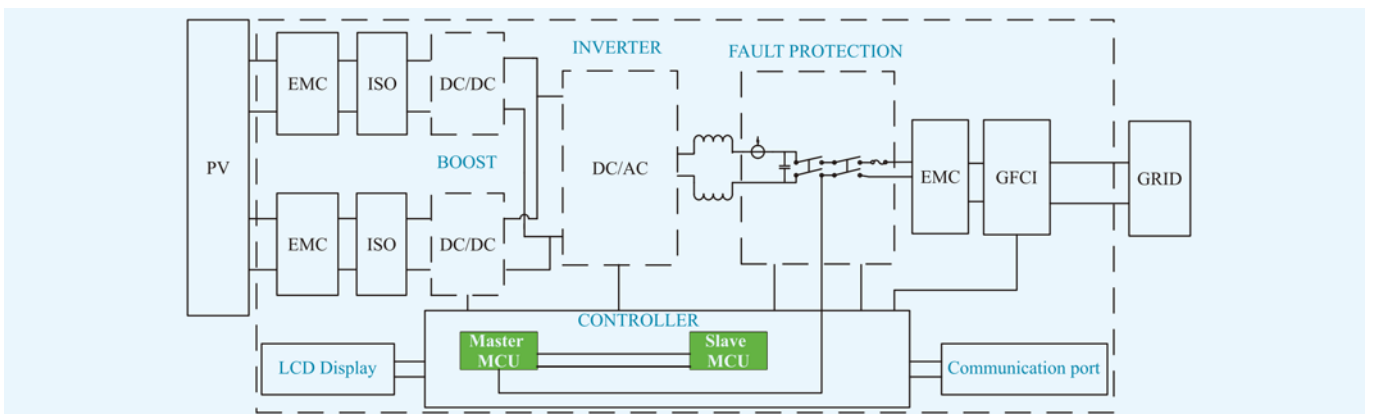 INVERTER
FAULT PROTECTION
EMC
ISO
DC/DC
BOOST
PV
DC/AC
EMC
GFCI
GRID
EMC
ISO
DC/DC
CONTROLLER
Master
MCU
Slave
MCU
LCD Display
Communication port